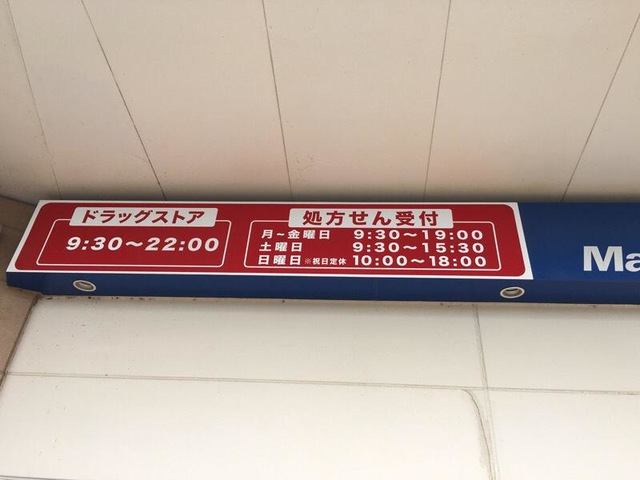 ドラッグストア
9:30～22:00
処方せん受付
月～金曜日 9:30～19:00
土曜日 9:30～15:30
日曜日 ※祝日定休 10:00～18:00
Ma